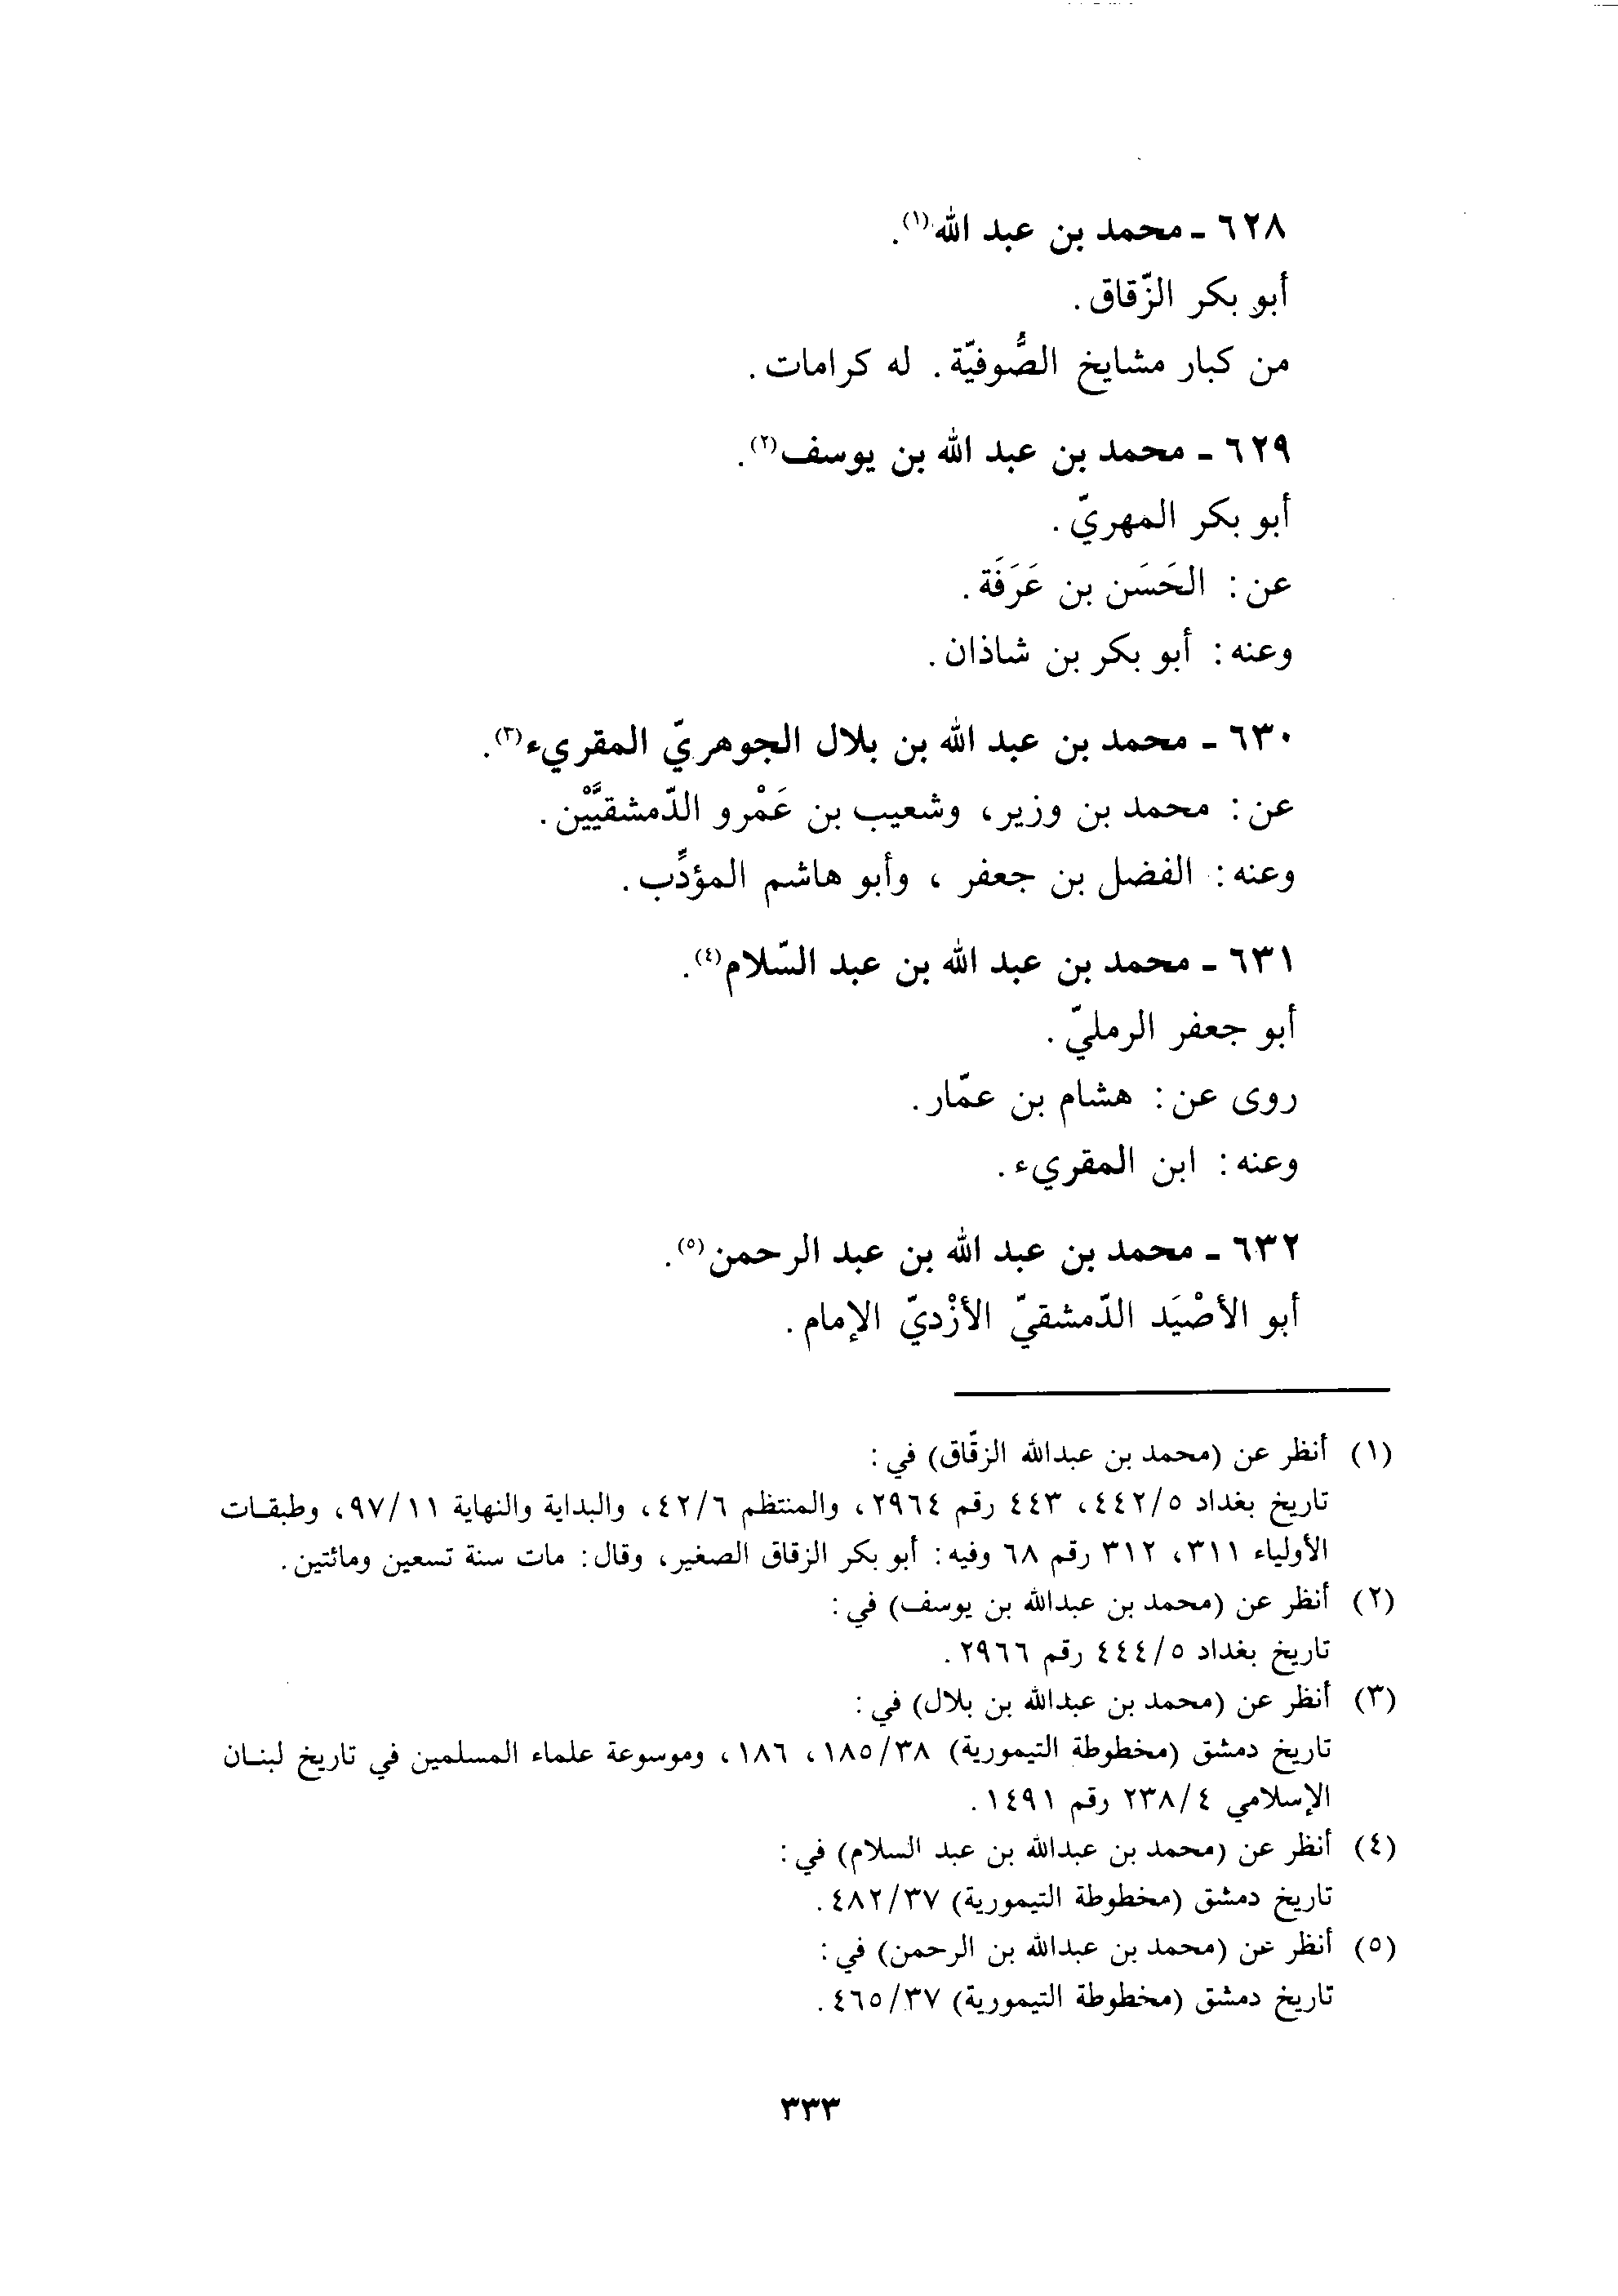 ٦٢٨ ـ محمد بن عبد الله(١).
أبو بكر الزّقاق.
من كبار مشايخ الصُّوفيّة. له كرامات.
٦٢٩ ـ محمد بن عبد الله بن يوسف(٢).
أبو بكر المهريّ.
عن: الحَسَن بن عَرَفَة.
وعنه: أبو بكر بن شاذان.
٦٣٠ ـ محمد بن عبد الله بن بلال الجوهريّ المقريء(٣).
عن: محمد بن وزير، وشعيب بن عَمْرو الدّمشقيَّيْن.
وعنه: الفضل بن جعفر، وأبو هاشم المؤدِّب.
٦٣١ ـ محمد بن عبد الله بن عبد السّلام(٤).
أبو جعفر الرمليّ.
روى عن: هشام بن عمّار.
وعنه: ابن المقريء.
٦٣٢ ـ محمد بن عبد الله بن عبد الرحمن(٥).
أبو الأصْيَد الدّمشقيّ الأزْديّ الإمام.
(١) أنظر عن (محمد بن عبدالله الزقّاق) في:
تاريخ بغداد ٤٤٢/٥، ٤٤٣ رقم ٢٩٦٤، والمنتظم ٤٢/٦، والبداية والنهاية ٩٧/١١، وطبقـات
الأولياء ٣١١، ٣١٢ رقم ٦٨ وفيه: أبو بكر الزقاق الصغير، وقال: مات سنة تسعين ومائتين.
(٢) أنظر عن (محمد بن عبدالله بن يوسف) في:
تاريخ بغداد ٤٤٤/٥ رقم ٢٩٦٦.
(٣) أنظر عن (محمد بن عبدالله بن بلال) في:
تاريخ دمشق (مخطوطة التيمورية) ١٨٥/٣٨، ١٨٦، وموسوعة علماء المسلمين في تاريخ لبنـان
الإسلامي ٢٣٨/٤ رقم ١٤٩١.
(٤) أنظر عن (محمد بن عبدالله بن عبد السلام) في:
تاريخ دمشق (مخطوطة التيمورية) ٤٨٢/٣٧.
(٥) أنظر عن (محمد بن عبدالله بن الرحمن) في:
تاريخ دمشق (مخطوطة التيمورية) ٤٦٥/٣٧.
٣٣٣